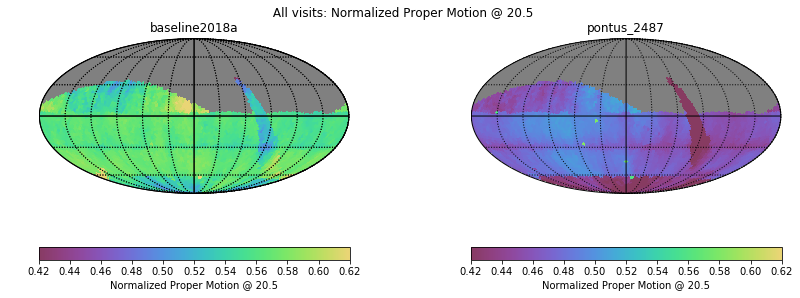 All visits: Normalized Proper Motion @ 20.5
baseline2018a
pontus_2487
0.42 0.44 0.46 0.48 0.50 0.52 0.54 0.56 0.58 0.60 0.62
Normalized Proper Motion @ 20.5
0.42 0.44 0.46 0.48 0.50 0.52 0.54 0.56 0.58 0.60 0.62
Normalized Proper Motion @ 20.5